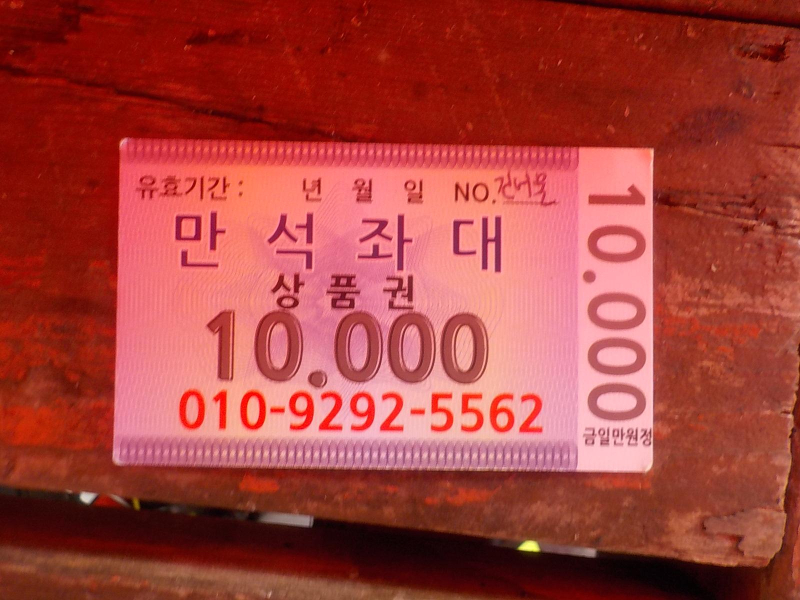 유효기간 : 년 월 일 NO.
만석좌대
상품권
10.000
010-9292-5562
10.000
금일만원정